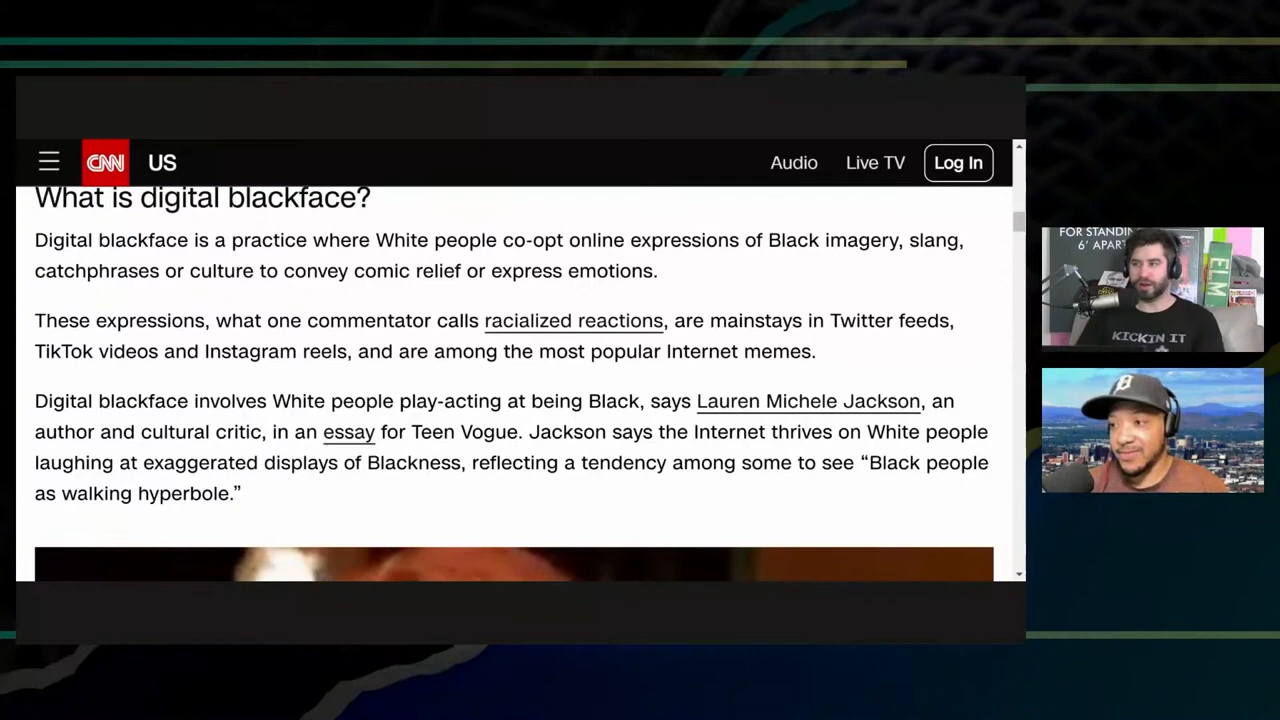 CNN US Audio Live TV Log In
What is digital blackface?
Digital blackface is a practice where White people co-opt online expressions of Black imagery, slang,
catchphrases or culture to convey comic relief or express emotions.
These expressions, what one commentator calls racialized reactions, are mainstays in Twitter feeds,
TikTok videos and Instagram reels, and are among the most popular Internet memes.
Digital blackface involves White people play-acting at being Black, says Lauren Michele Jackson, an
author and cultural critic, in an essay for Teen Vogue. Jackson says the Internet thrives on White people
laughing at exaggerated displays of Blackness, reflecting a tendency among some to see “Black people
as walking hyperbole.”
FOR STANDING
6’ APART
ELM
KICKIN IT